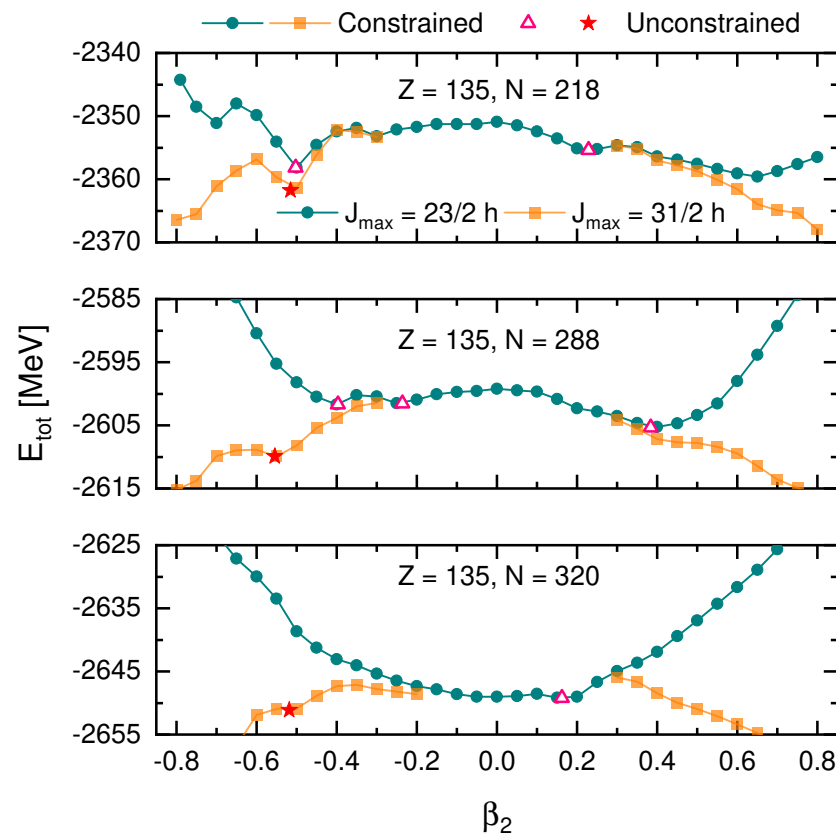 Constrained Unconstrained
-2340
-2350
-2360
-2370
Z = 135, N = 218
J_max = 23/2 h J_max = 31/2 h
-2585
-2595
-2605
-2615
Z = 135, N = 288
-2625
-2635
-2645
-2655
Z = 135, N = 320
E_tot [MeV]
-0.8 -0.6 -0.4 -0.2 0.0 0.2 0.4 0.6 0.8
β_2